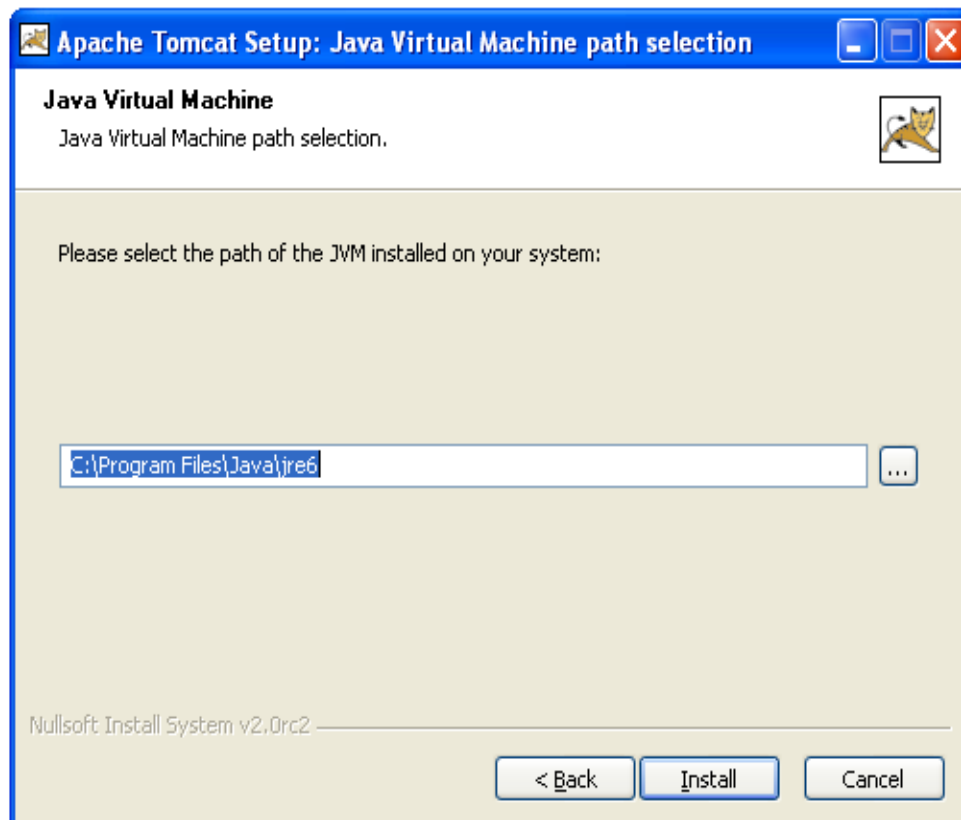 Apache Tomcat Setup: Java Virtual Machine path selection
Java Virtual Machine
Java Virtual Machine path selection.
Please select the path of the JVM installed on your system:
C:\Program Files\Java\jre6
...
Nullsoft Install System v2.0rc2
< Back
Install
Cancel